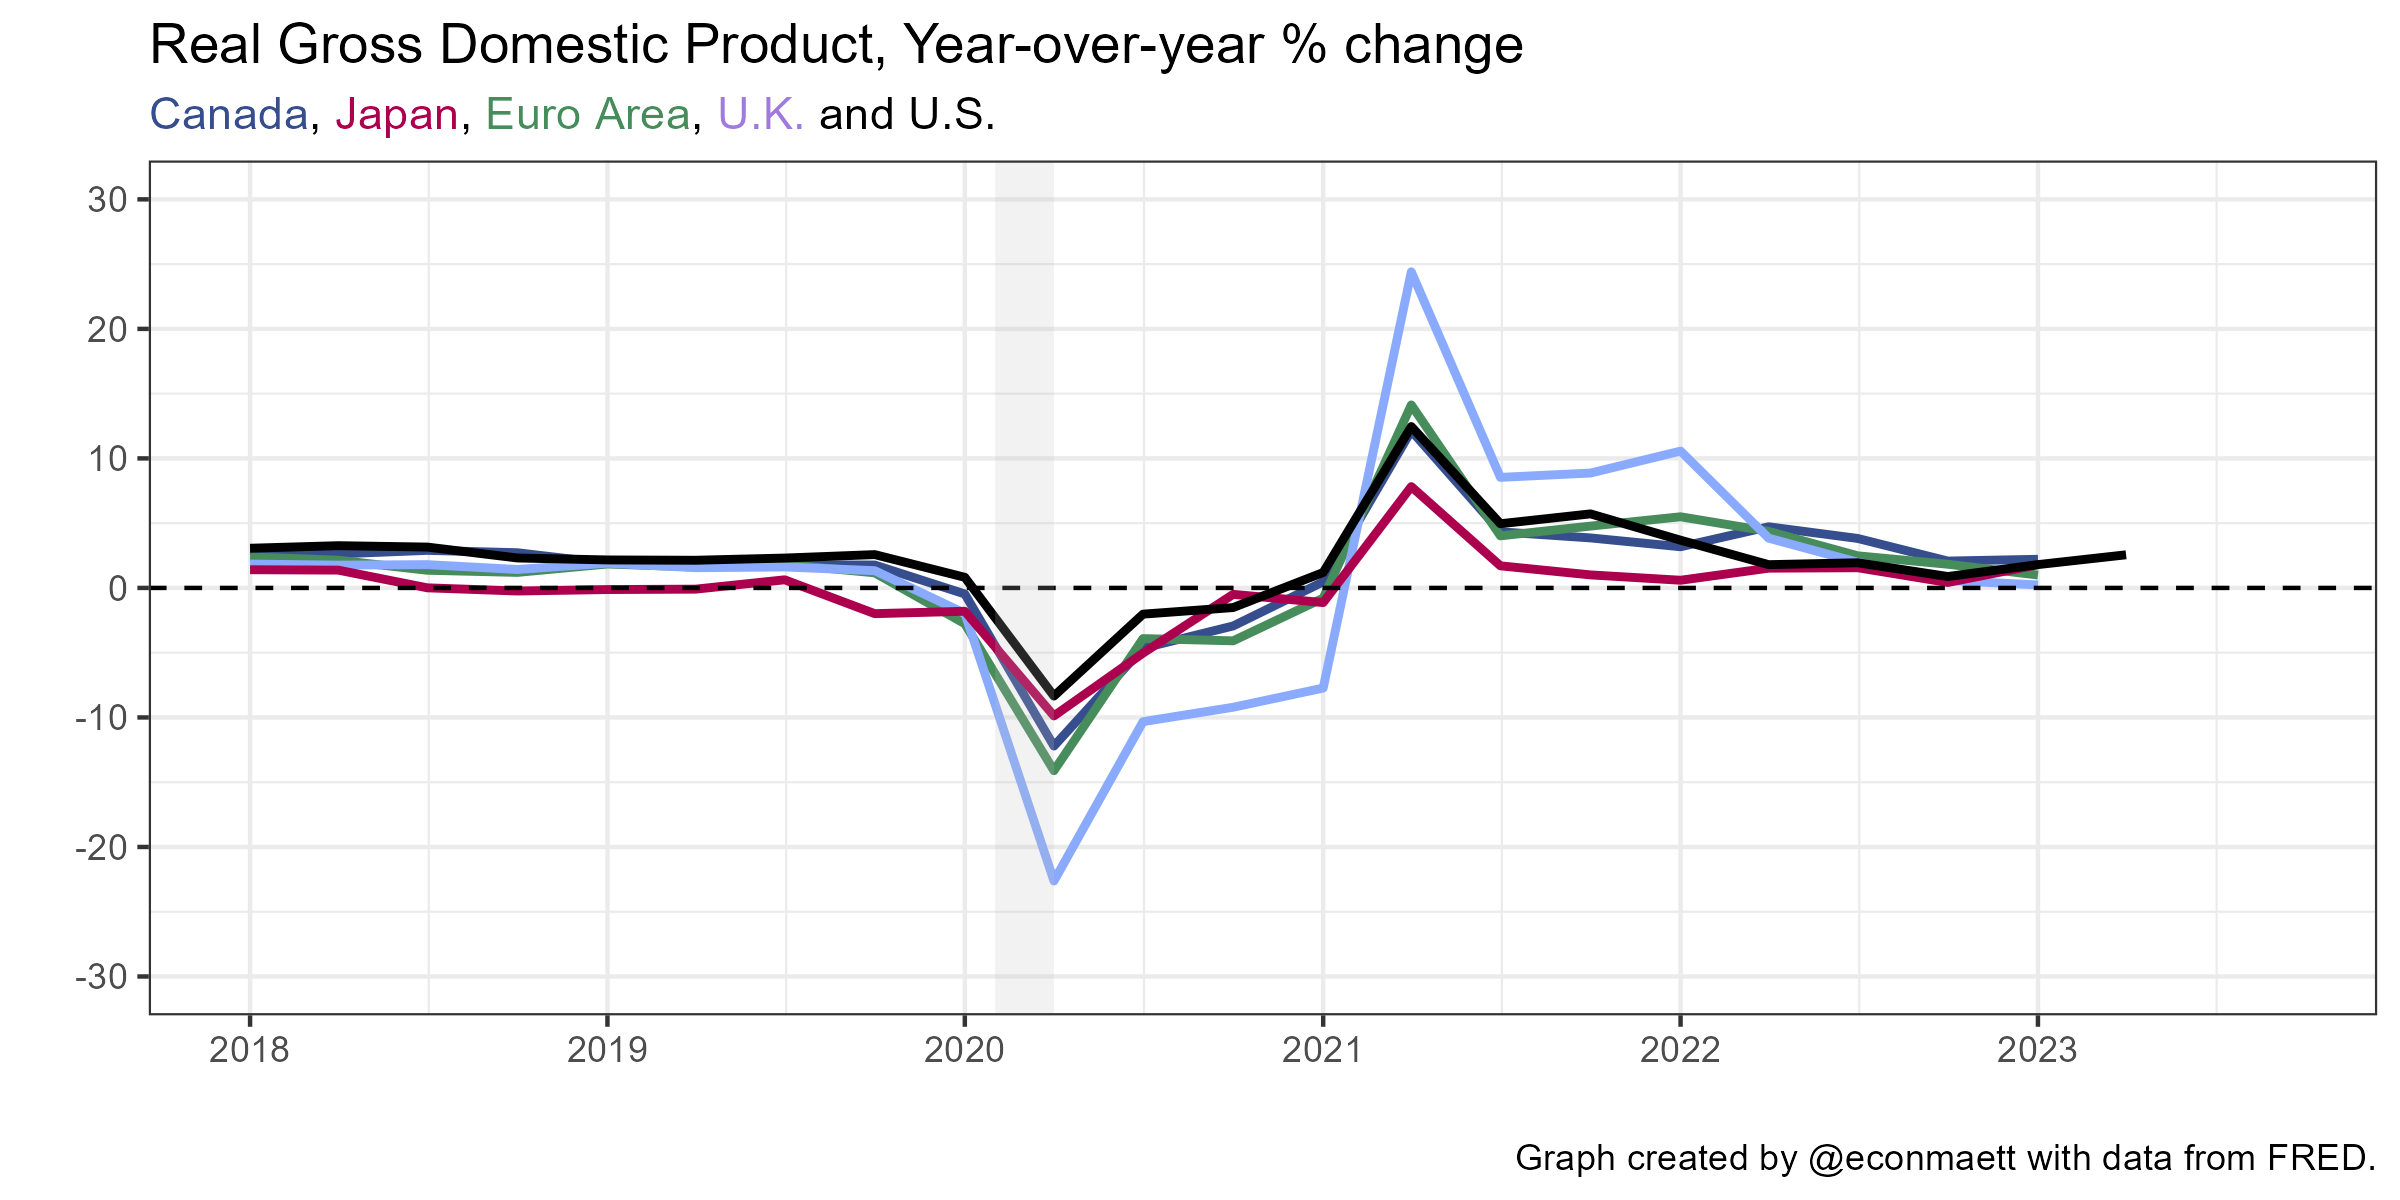 Real Gross Domestic Product, Year-over-year % change
Canada, Japan, Euro Area, U.K. and U.S.
30
20
10
0
-10
-20
-30
2018 2019 2020 2021 2022 2023
Graph created by @econmaett with data from FRED.